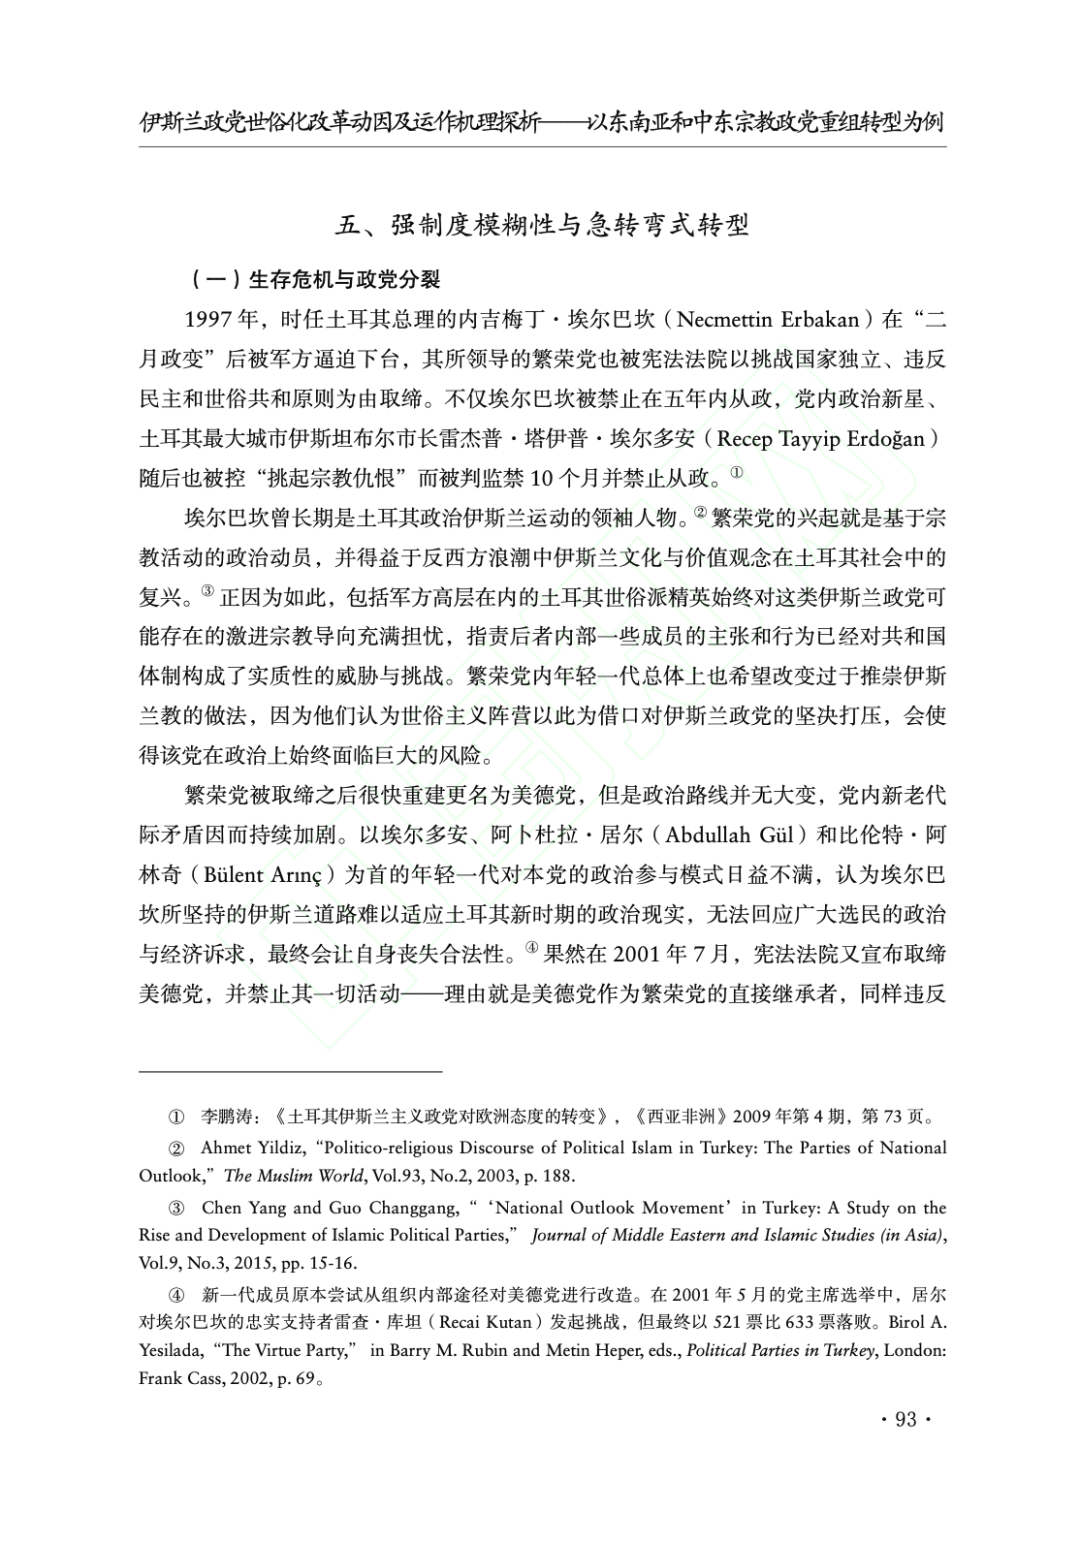 伊斯兰政党世俗化改革动因及运作机理探析——以东南亚和中东宗教政党重组转型为例
五、强制度模糊性与急转弯式转型
（一）生存危机与政党分裂
1997 年，时任土耳其总理的内吉梅丁·埃尔巴坎（Necmettin Erbakan）在“二
月政变”后被军方逼迫下台，其所领导的繁荣党也被宪法法院以挑战国家独立、违反
民主和世俗共和原则为由取缔。不仅埃尔巴坎被禁止在五年内从政，党内政治新星、
土耳其最大城市伊斯坦布尔市长雷杰普·塔伊普·埃尔多安（Recep Tayyip Erdoğan）
随后也被控“挑起宗教仇恨”而被判监禁 10 个月并禁止从政。①
埃尔巴坎曾长期是土耳其政治伊斯兰运动的领袖人物。②繁荣党的兴起就是基于宗
教活动的政治动员，并得益于反西方浪潮中伊斯兰文化与价值观念在土耳其社会中的
复兴。③正因为如此，包括军方高层在内的土耳其世俗派精英始终对这类伊斯兰政党可
能存在的激进宗教导向充满担忧，指责后者内部一些成员的主张和行为已经对共和国
体制构成了实质性的威胁与挑战。繁荣党内年轻一代总体上也希望改变过于推崇伊斯
兰教的做法，因为他们认为世俗主义阵营以此为借口对伊斯兰政党的坚决打压，会使
得该党在政治上始终面临巨大的风险。
繁荣党被取缔之后很快重建更名为美德党，但是政治路线并无大变，党内新老代
际矛盾因而持续加剧。以埃尔多安、阿卜杜拉·居尔（Abdullah Gül）和比伦特·阿
林奇（Bülent Arınç）为首的年轻一代对本党的政治参与模式日益不满，认为埃尔巴
坎所坚持的伊斯兰道路难以适应土耳其新时期的政治现实，无法回应广大选民的政治
与经济诉求，最终会让自身丧失合法性。④果然在 2001 年 7 月，宪法法院又宣布取缔
美德党，并禁止其一切活动——理由就是美德党作为繁荣党的直接继承者，同样违反
① 李鹏涛：《土耳其伊斯兰主义政党对欧洲态度的转变》，《西亚非洲》2009 年第 4 期，第 73 页。
② Ahmet Yildiz, “Politico-religious Discourse of Political Islam in Turkey: The Parties of National
Outlook,” The Muslim World, Vol.93, No.2, 2003, p. 188.
③ Chen Yang and Guo Changgang, “ ‘National Outlook Movement’ in Turkey: A Study on the
Rise and Development of Islamic Political Parties,” Journal of Middle Eastern and Islamic Studies (in Asia),
Vol.9, No.3, 2015, pp. 15-16.
④ 新一代成员原本尝试从组织内部途径对美德党进行改造。在 2001 年 5 月的党主席选举中，居尔
对埃尔巴坎的忠实支持者雷查·库坦（Recai Kutan）发起挑战，但最终以 521 票比 633 票落败。Birol A.
Yesilada, “The Virtue Party,” in Barry M. Rubin and Metin Heper, eds., Political Parties in Turkey, London:
Frank Cass, 2002, p. 69。
·93·